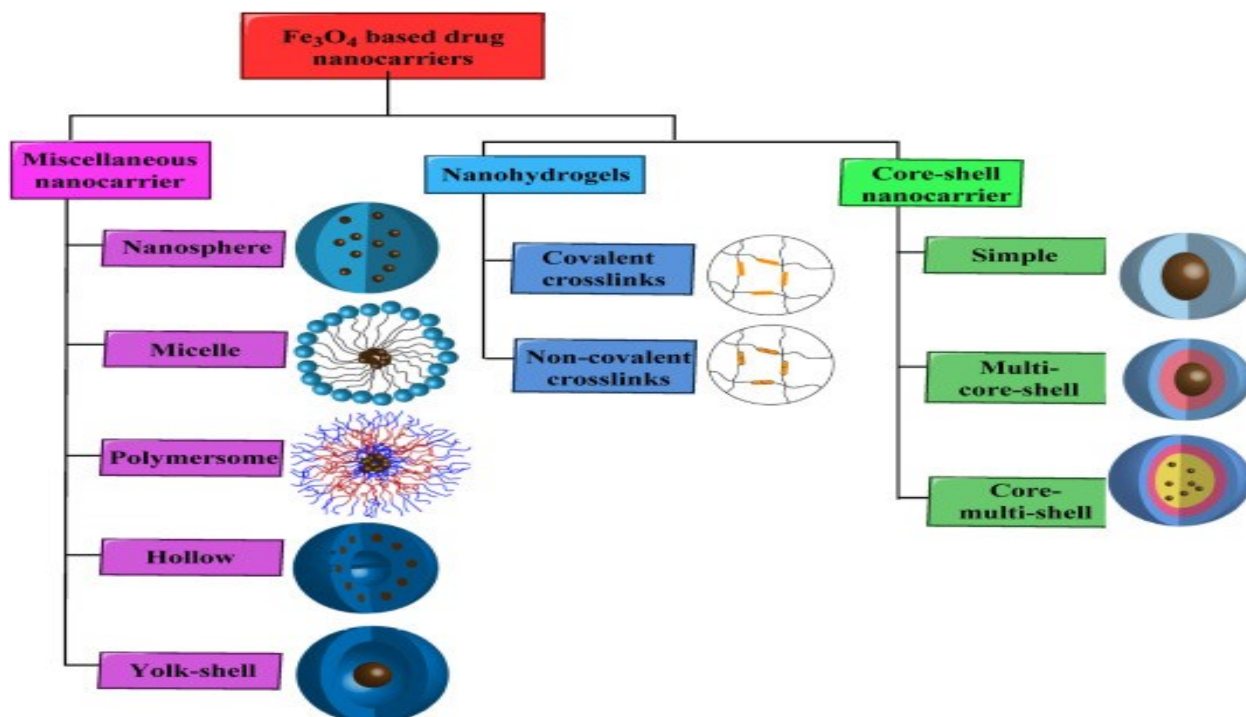 Fe₃O₄ based drug
nanocarriers
Miscellaneous
nanocarrier
Nanosphere
Micelle
Polymersome
Hollow
Yolk-shell
Nanohydrogels
Covalent
crosslinks
Non-covalent
crosslinks
Core-shell
nanocarrier
Simple
Multi-
core-shell
Core-
multi-shell